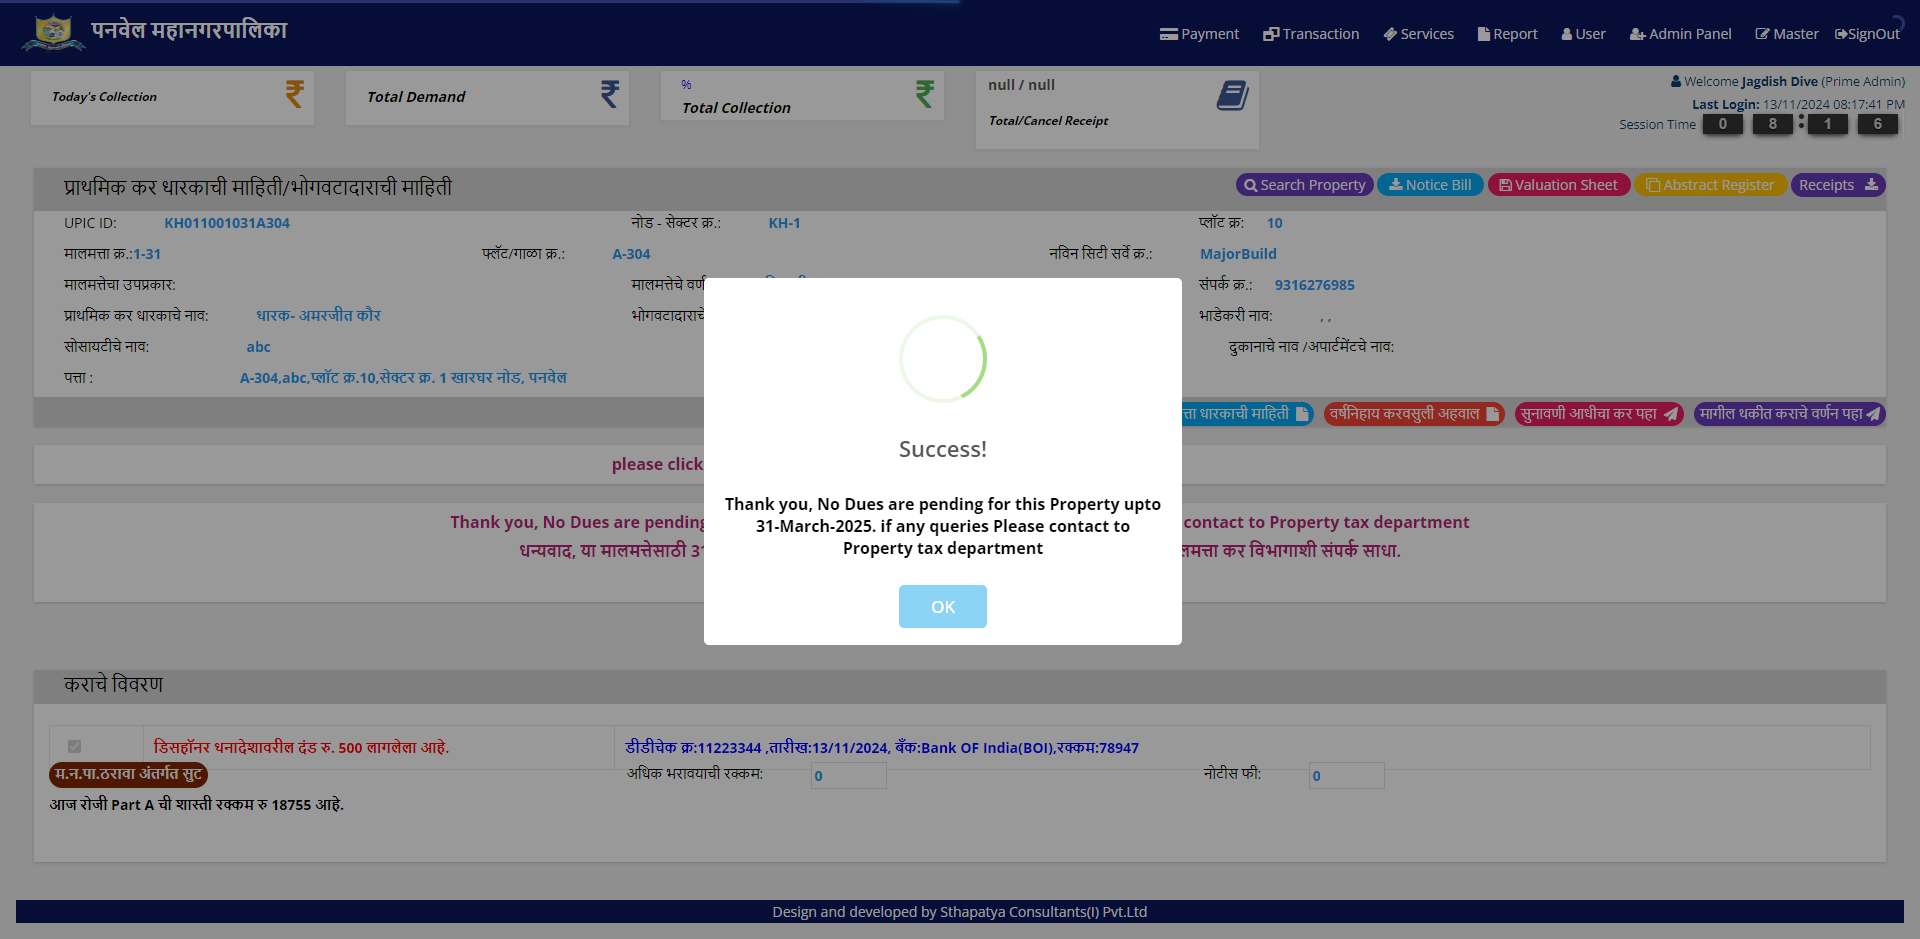 पनवेल महानगरपालिका
Payment Transaction Services Report User Admin Panel Master SignOut
Today's Collection
Total Demand
%
Total Collection
null / null
Total/Cancel Receipt
Welcome Jagdish Dive (Prime Admin)
Last Login: 13/11/2024 08:17:41 PM
Session Time 0 8 : 1 6
प्राथमिक कर धारकाची माहिती/भोगवटादाराची माहिती
Search Property Notice Bill Valuation Sheet Abstract Register Receipts
UPIC ID: KH011001031A304 नोड - सेक्टर क्र.: KH-1 प्लॉट क्र: 10
मालमत्ता क्र.:1-31 फ्लॅट/गाळा क्र.: A-304 नविन सिटी सर्वे क्र.: MajorBuild
मालमत्तेचा उपप्रकार: मालमत्तेचे वर्ण संपर्क क्र.: 9316276985
प्राथमिक कर धारकाचे नाव: धारक- अमरजीत कौर भोगवटादाराचे भाडेकरी नाव: , ,
सोसायटीचे नाव: abc दुकानाचे नाव /अपार्टमेंटचे नाव:
पत्ता : A-304,abc,प्लॉट क्र.10,सेक्टर क्र. 1 खारघर नोड, पनवेल
त्ता धारकाची माहिती वर्षनिहाय करवसुली अहवाल सुनावणी आधीचा कर पहा मागील थकीत कराचे वर्णन पहा
please click
Thank you, No Dues are pending contact to Property tax department
धन्यवाद, या मालमत्तेसाठी 31 लमत्ता कर विभागाशी संपर्क साधा.
Success!
Thank you, No Dues are pending for this Property upto
31-March-2025. if any queries Please contact to
Property tax department
OK
कराचे विवरण
डिसहॉनर धनादेशावरील दंड रु. 500 लागलेला आहे. डीडीचेक क्र:11223344 ,तारीख:13/11/2024, बँक:Bank OF India(BOI),रक्कम:78947
म.न.पा.ठरावा अंतर्गत सुट अधिक भरावयाची रक्कम: 0 नोटीस फी: 0
आज रोजी Part A ची शास्ती रक्कम रु 18755 आहे.
Design and developed by Sthapatya Consultants(I) Pvt.Ltd